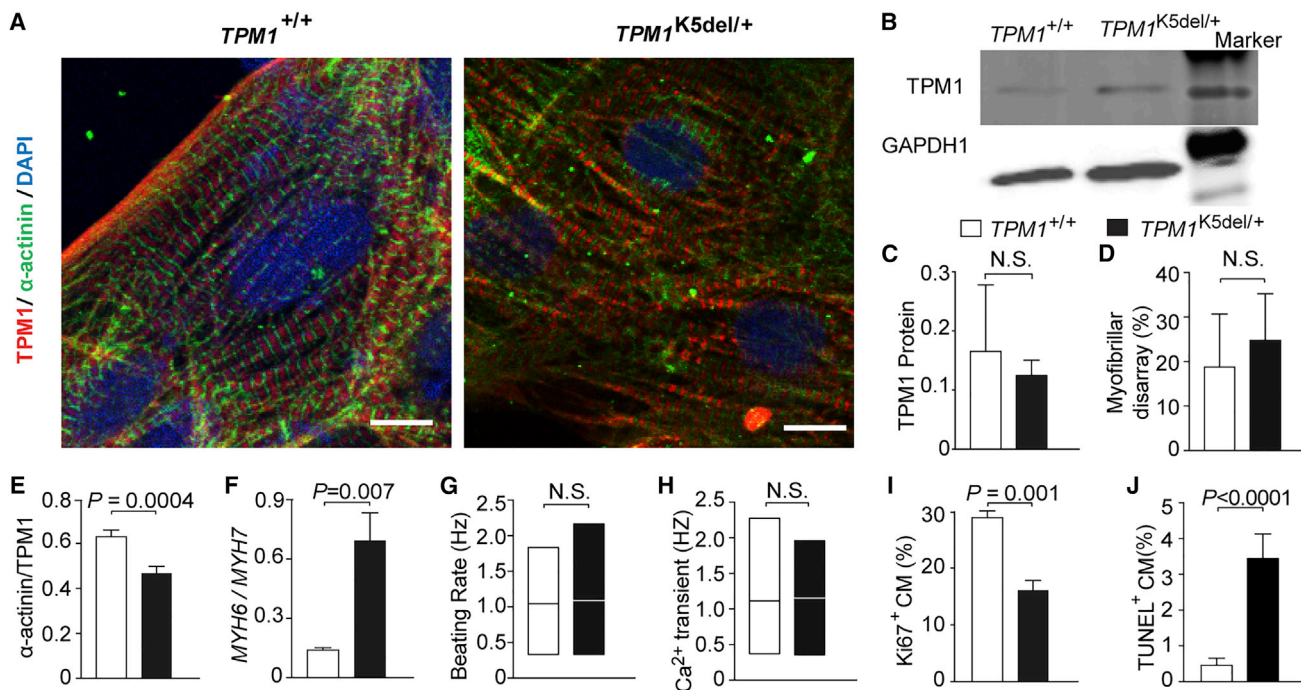 A
TPM1+/+
TPM1K5del/+
TPM1/ α-actinin /DAPI
B
TPM1+/+ TPM1K5del/+ Marker
TPM1
GAPDH1
TPM1+/+ TPM1K5del/+
C
N.S.
TPM1 Protein
0.3
0.2
0.1
0
D
N.S.
Myofibrillar
disarray (%)
40
30
20
10
0
E
P = 0.0004
α-actinin/TPM1
0.8
0.6
0.4
0.2
0
F
P=0.007
MYH6 / MYH7
0.9
0.6
0.3
0
G
N.S.
Beating Rate (Hz)
2.5
2.0
1.5
1.0
0.5
0
H
N.S.
Ca2+ transient (HZ)
2.5
2.0
1.5
1.0
0.5
0
I
P = 0.001
Ki67+ CM (%)
30
20
10
0
J
P<0.0001
TUNEL+ CM(%)
5
4
3
2
1
0